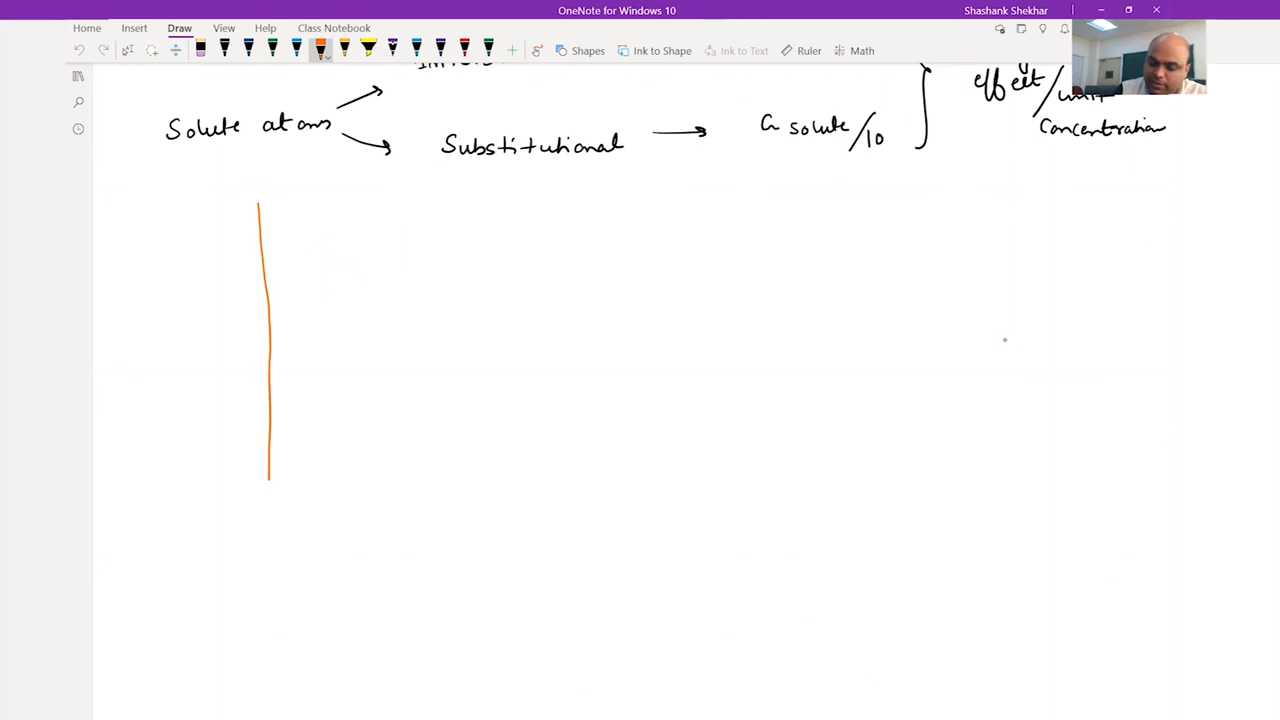 OneNote for Windows 10
Shashank Shekhar
Home Insert Draw View Help Class Notebook
Shapes Ink to Shape Ink to Text Ruler Math
effect/unit
Concentration
Solute atoms
Substitutional
G solute/10